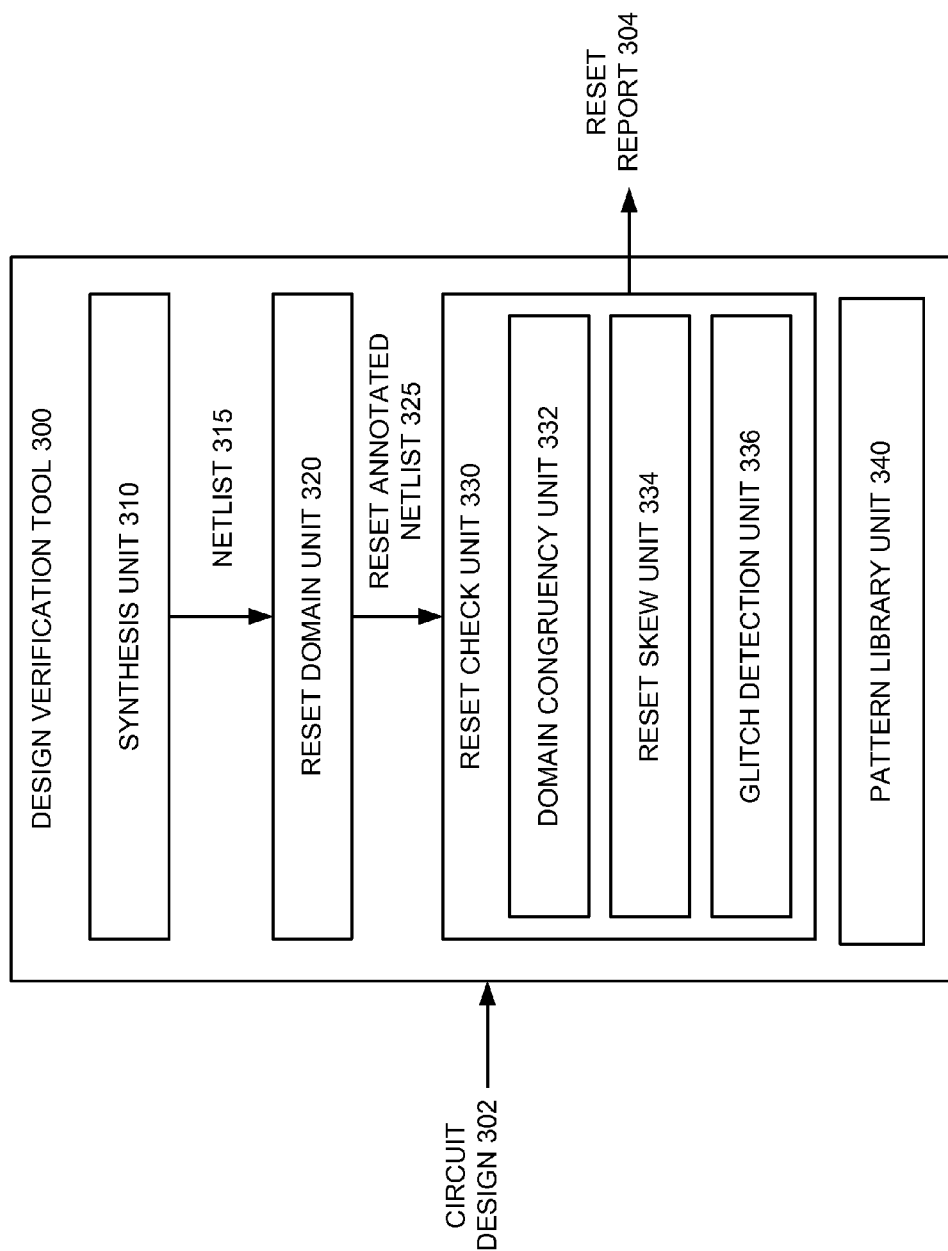 DESIGN VERIFICATION TOOL 300
SYNTHESIS UNIT 310
NETLIST 315
RESET DOMAIN UNIT 320
RESET ANNOTATED
NETLIST 325
RESET CHECK UNIT 330
DOMAIN CONGRUENCY UNIT 332
RESET SKEW UNIT 334
GLITCH DETECTION UNIT 336
PATTERN LIBRARY UNIT 340
CIRCUIT
DESIGN 302
RESET
REPORT 304